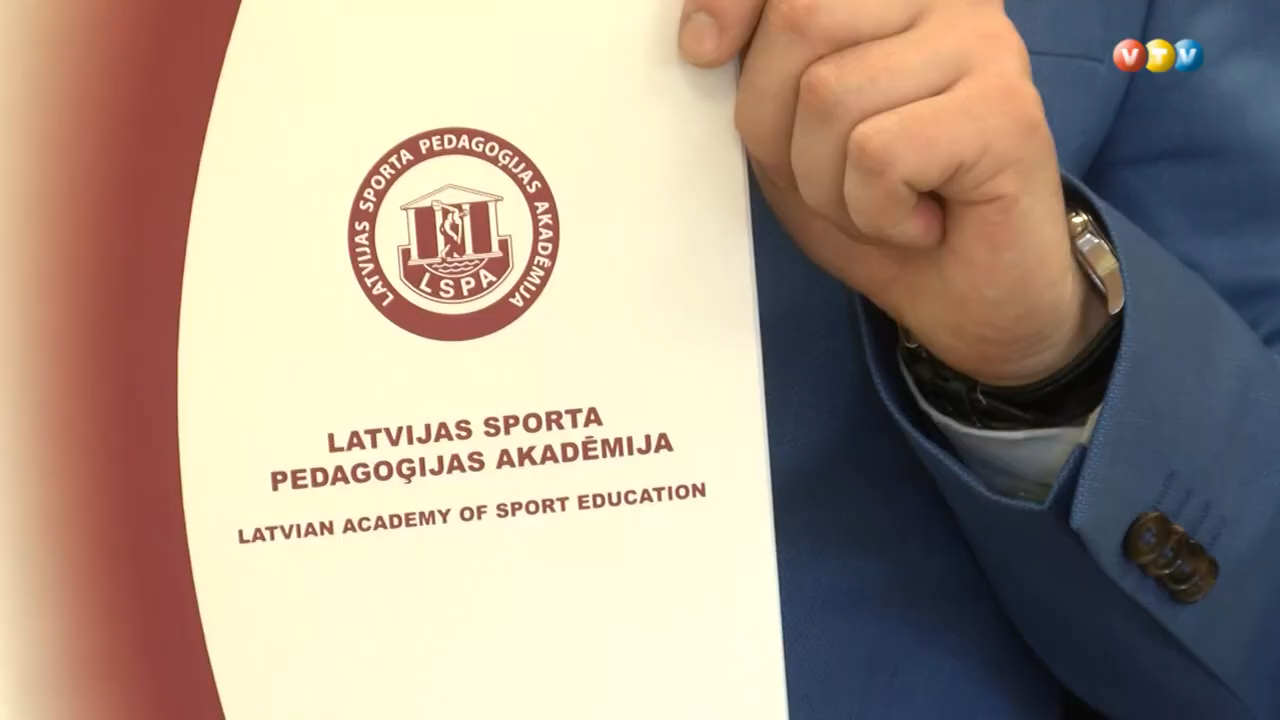 VTV
LATVIJAS SPORTA PEDAGOĢIJAS AKADĒMIJA
LSPA
LATVIJAS SPORTA
PEDAGOĢIJAS AKADĒMIJA
LATVIAN ACADEMY OF SPORT EDUCATION